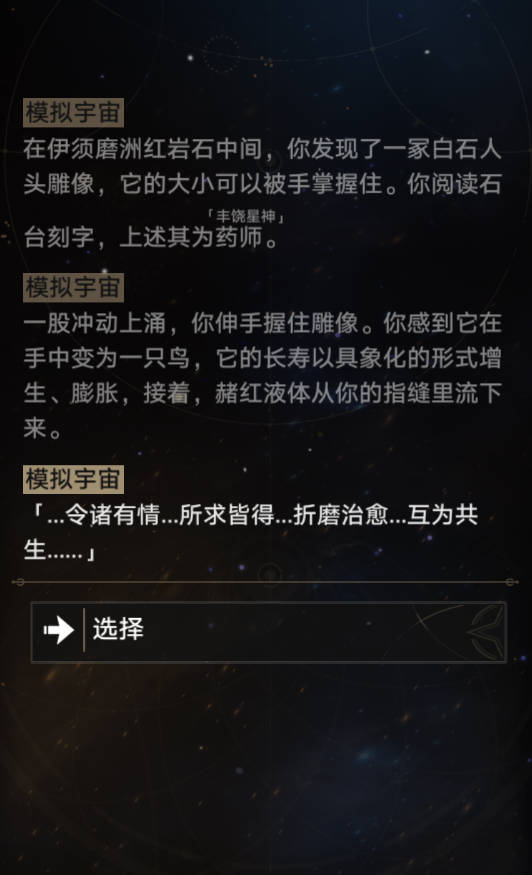 模拟宇宙
在伊须磨洲红岩石中间，你发现了一冢白石人
头雕像，它的大小可以被手掌握住。你阅读石
「丰饶星神」
台刻字，上述其为药师。
模拟宇宙
一股冲动上涌，你伸手握住雕像。你感到它在
手中变为一只鸟，它的长寿以具象化的形式增
生、膨胀，接着，赭红液体从你的指缝里流下
来。
模拟宇宙
「...令诸有情...所求皆得...折磨治愈...互为共
生......」
选择